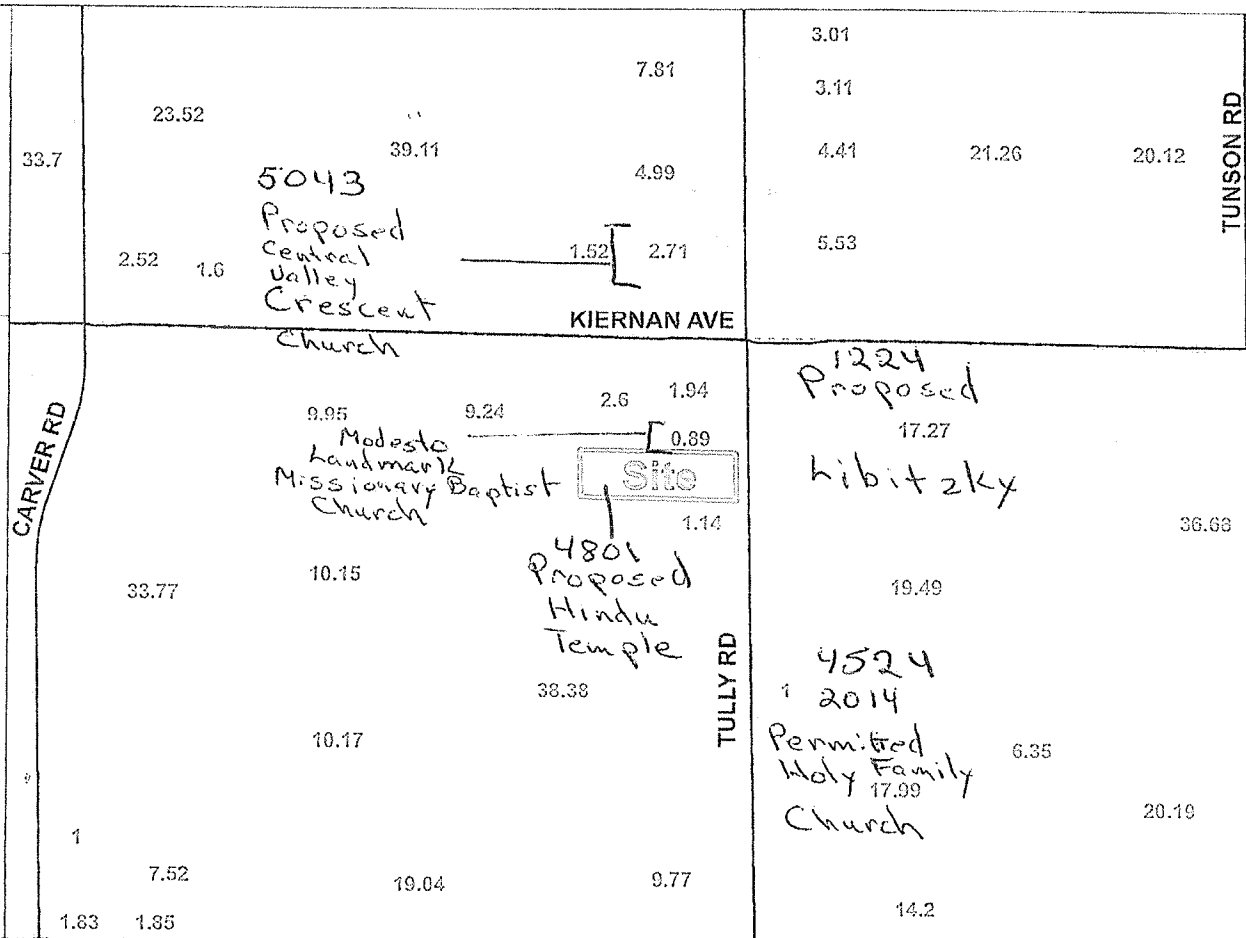 3.01
7.81
3.11
23.52
39.11
33.7
4.41
21.26
20.12
TUNSON RD
4.99
5043
Proposed
Central
Valley
Crescent
Church
2.52
1.6
1.52
2.71
5.53
KIERNAN AVE
CARVER RD
9.95
9.24
2.6
1.94
0.89
Modesto
Landmark
Missionary Baptist
Church
Site
1.14
4801
Proposed
Hindu
Temple
1224
Proposed
17.27
Libitzky
36.68
33.77
10.15
19.49
TULLY RD
38.38
10.17
4524
1
2014
Permitted
Holy Family
17.99
Church
6.35
20.19
1
7.52
19.04
9.77
14.2
1.83
1.85